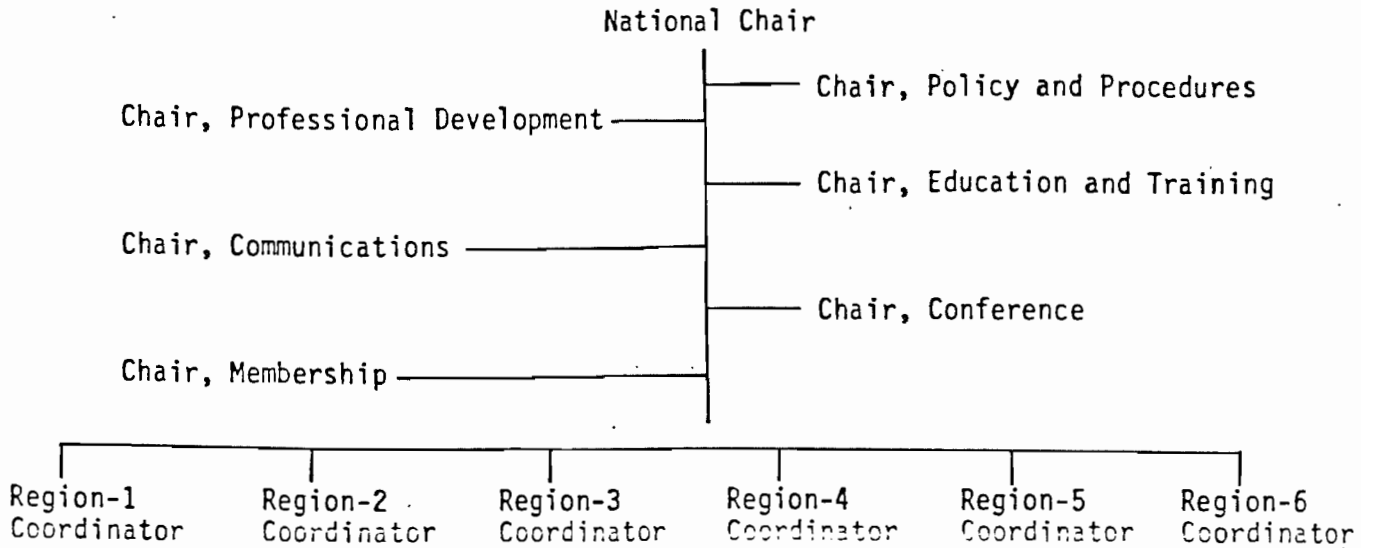 National Chair
Chair, Policy and Procedures
Chair, Professional Development
Chair, Education and Training
Chair, Communications
Chair, Conference
Chair, Membership
Region-1 Region-2 Region-3 Region-4 Region-5 Region-6
Coordinator Coordinator Coordinator Coordinator Coordinator Coordinator